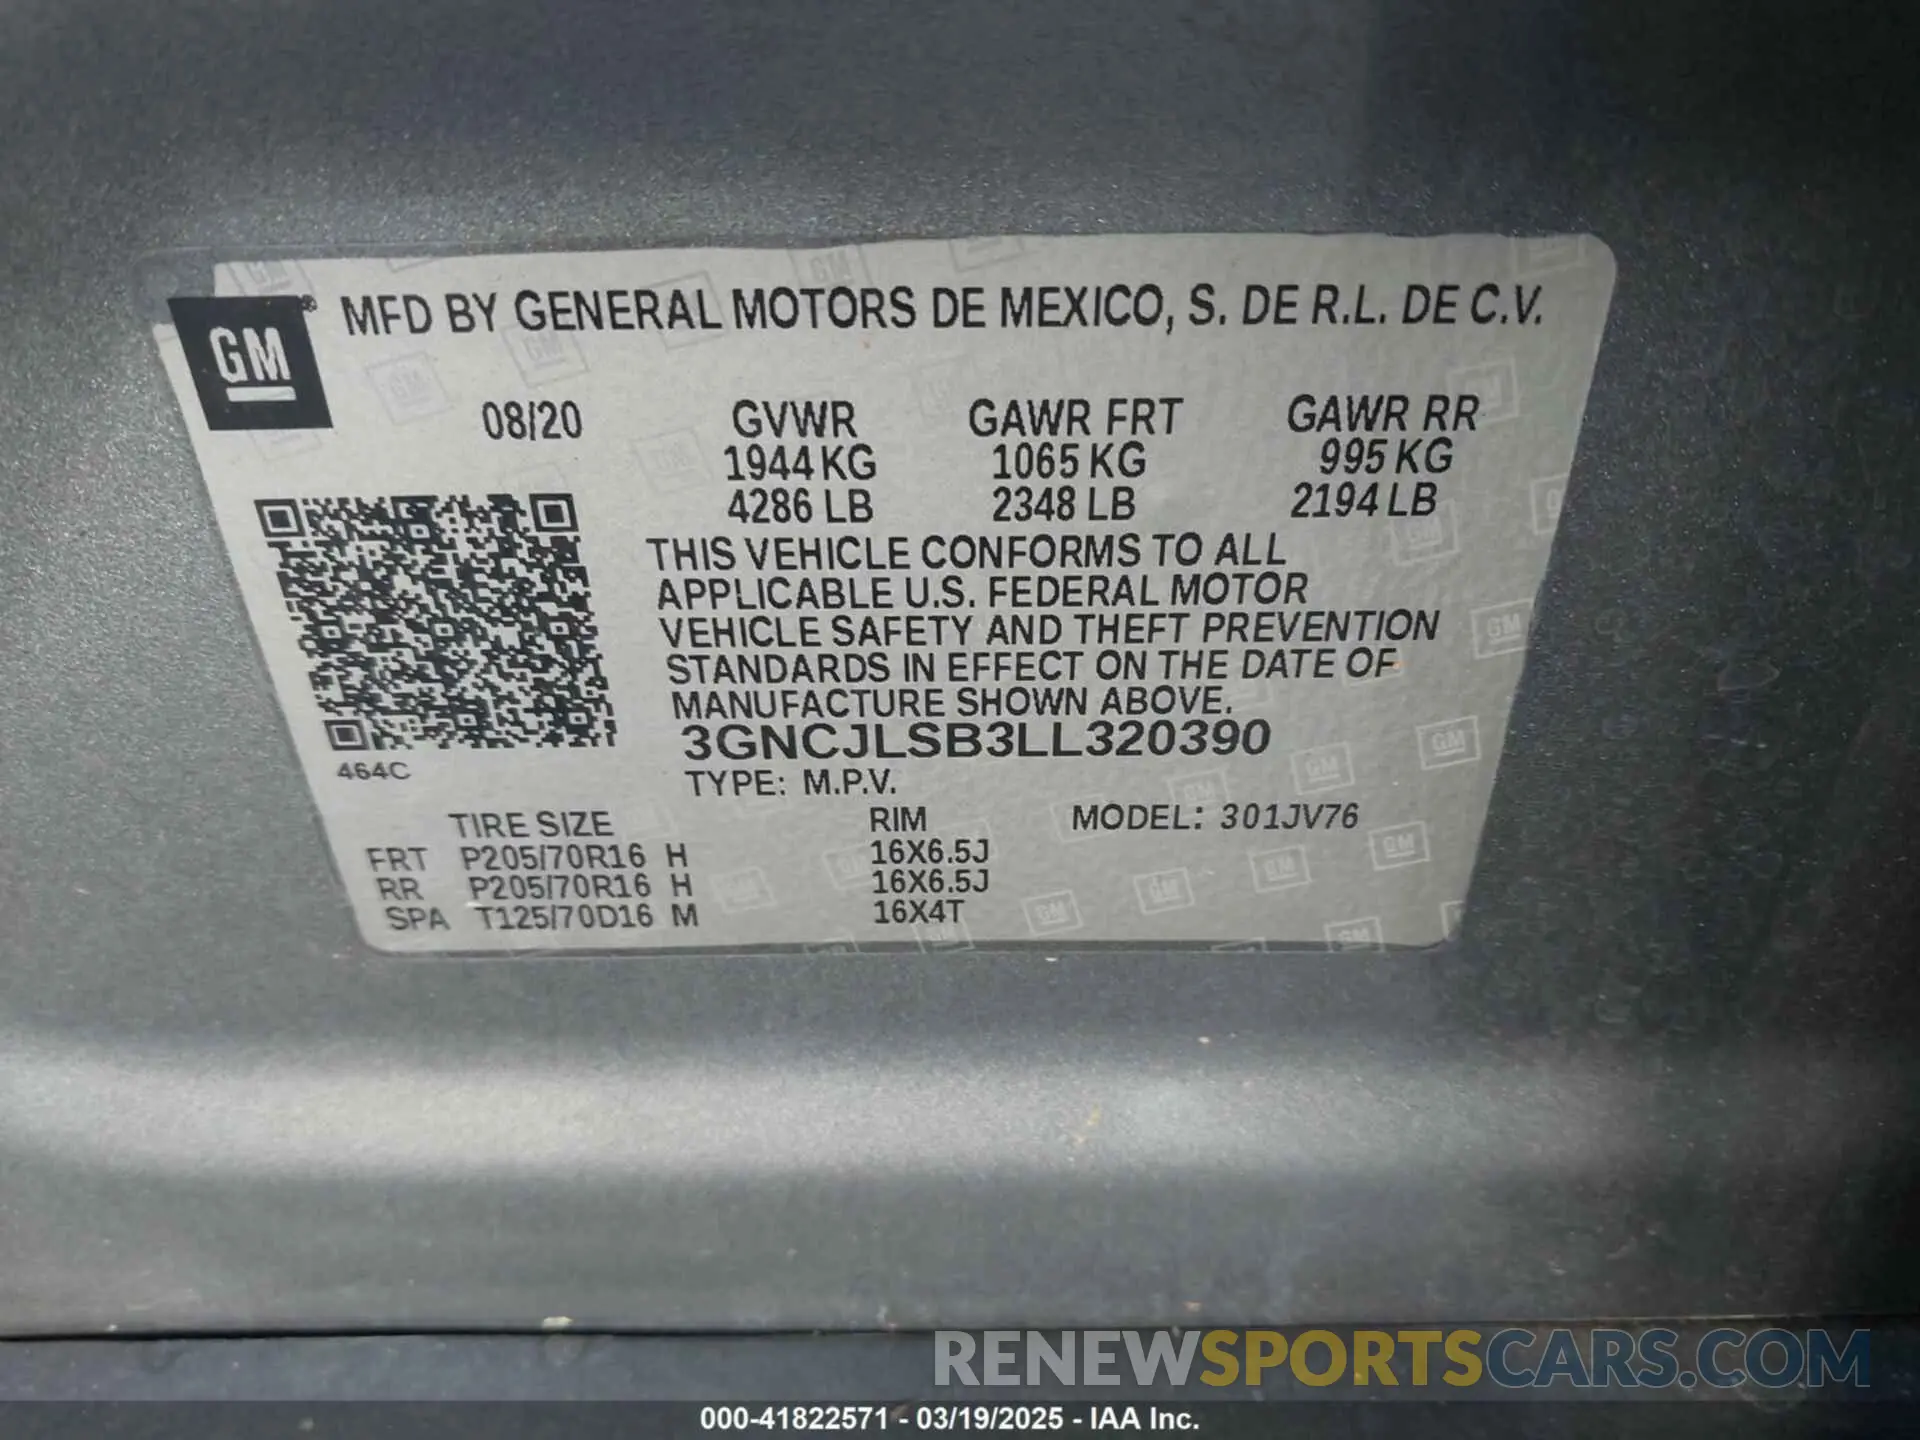 GM® MFD BY GENERAL MOTORS DE MEXICO, S. DE R.L. DE C.V.
08/20 GVWR GAWR FRT GAWR RR
1944 KG 1065 KG 995 KG
4286 LB 2348 LB 2194 LB
THIS VEHICLE CONFORMS TO ALL
APPLICABLE U.S. FEDERAL MOTOR
VEHICLE SAFETY AND THEFT PREVENTION
STANDARDS IN EFFECT ON THE DATE OF
MANUFACTURE SHOWN ABOVE.
3GNCJLSB3LL320390
464C
TYPE: M.P.V.
TIRE SIZE RIM MODEL: 301JV76
FRT P205/70R16 H 16X6.5J
RR P205/70R16 H 16X6.5J
SPA T125/70D16 M 16X4T
RENEWSPORTSCARS.COM
000-41822571 - 03/19/2025 - IAA Inc.